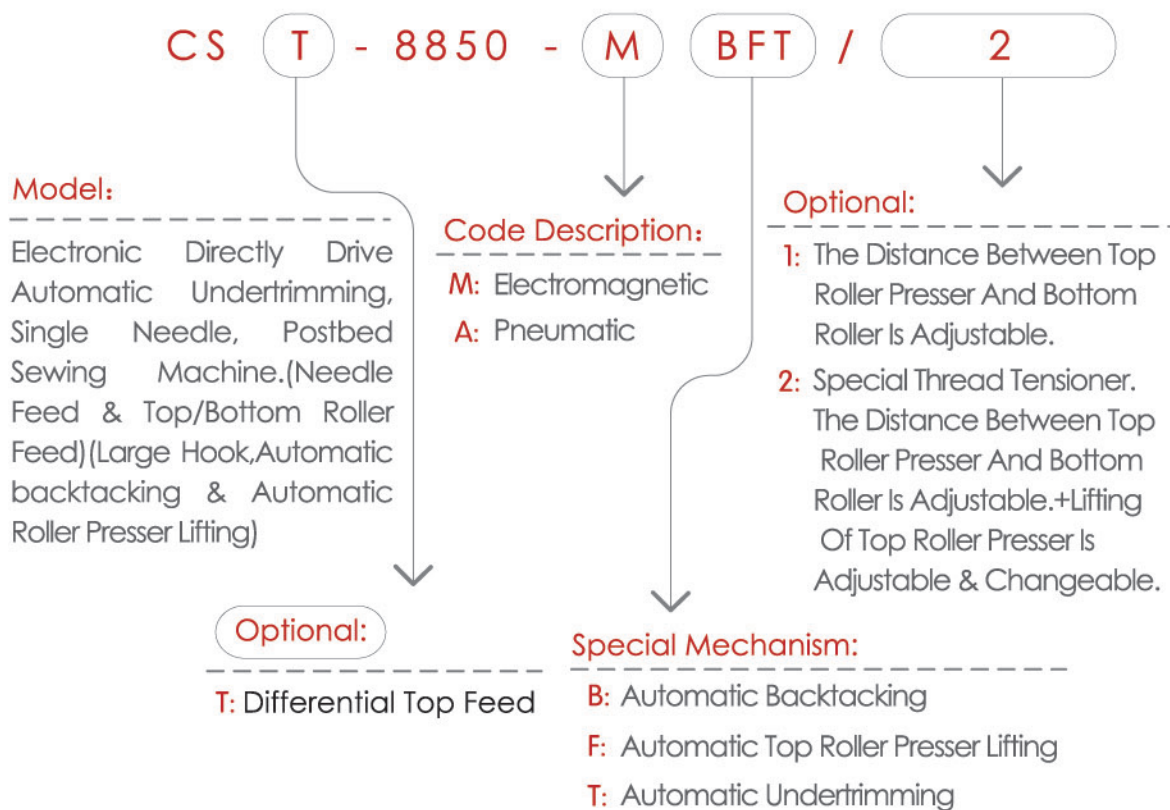 CS T - 8850 - M BFT / 2
Model:
Electronic Directly Drive
Automatic Undertrimming,
Single Needle, Postbed
Sewing Machine.(Needle
Feed & Top/Bottom Roller
Feed)(Large Hook,Automatic
backtacking & Automatic
Roller Presser Lifting)
Code Description:
M: Electromagnetic
A: Pneumatic
Optional:
1: The Distance Between Top
Roller Presser And Bottom
Roller Is Adjustable.
2: Special Thread Tensioner.
The Distance Between Top
Roller Presser And Bottom
Roller Is Adjustable.+Lifting
Of Top Roller Presser Is
Adjustable & Changeable.
Optional:
T: Differential Top Feed
Special Mechanism:
B: Automatic Backtacking
F: Automatic Top Roller Presser Lifting
T: Automatic Undertrimming